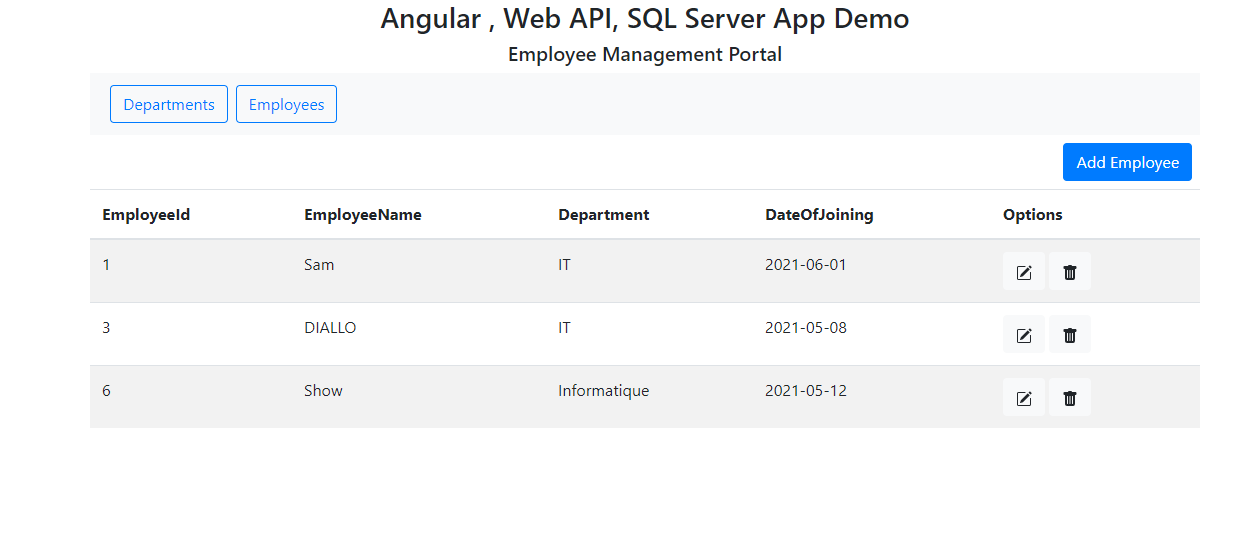 Angular , Web API, SQL Server App Demo
Employee Management Portal
Departments Employees
Add Employee
EmployeeId EmployeeName Department DateOfJoining Options
1 Sam IT 2021-06-01
3 DIALLO IT 2021-05-08
6 Show Informatique 2021-05-12